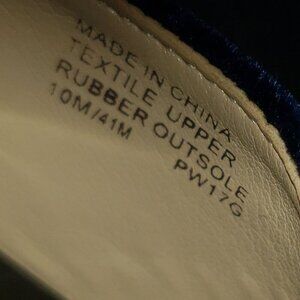 MADE IN CHINA
TEXTILE UPPER
RUBBER OUTSOLE
10M/41M
PW17G